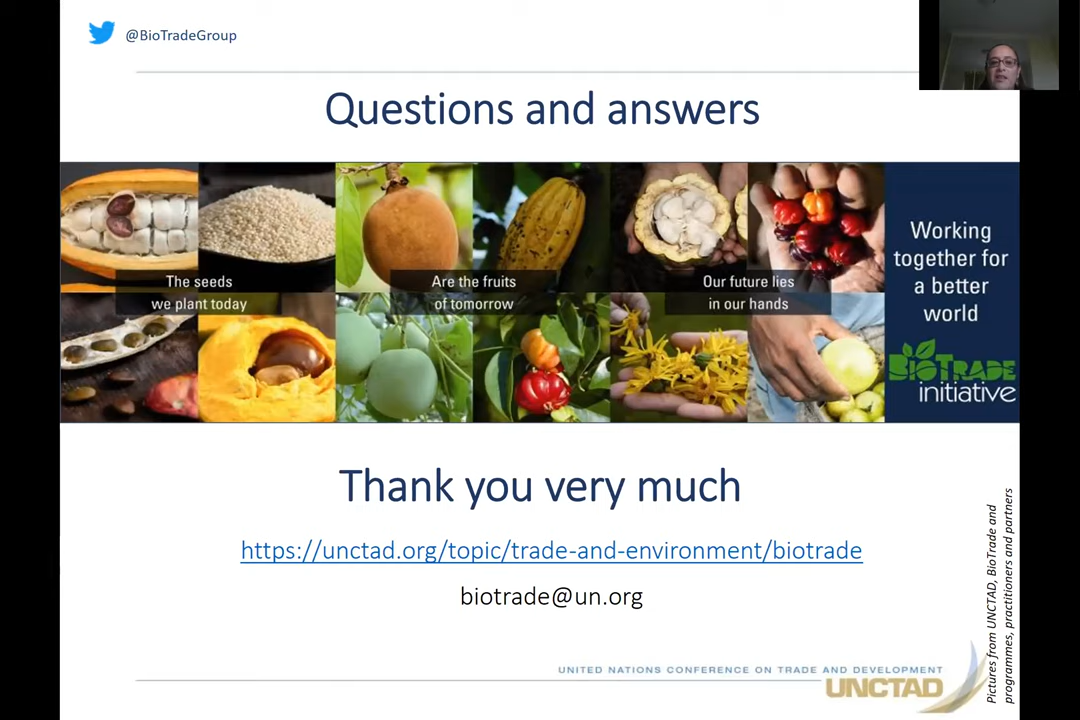 @BioTradeGroup
Questions and answers
The seeds
we plant today
Are the fruits
of tomorrow
Our future lies
in our hands
Working
together for
a better
world
BIOTRADE
initiative
Thank you very much
https://unctad.org/topic/trade-and-environment/biotrade
biotrade@un.org
Pictures from UNCTAD, BioTrade and
programmes, practitioners and partners
UNITED NATIONS CONFERENCE ON TRADE AND DEVELOPMENT
UNCTAD